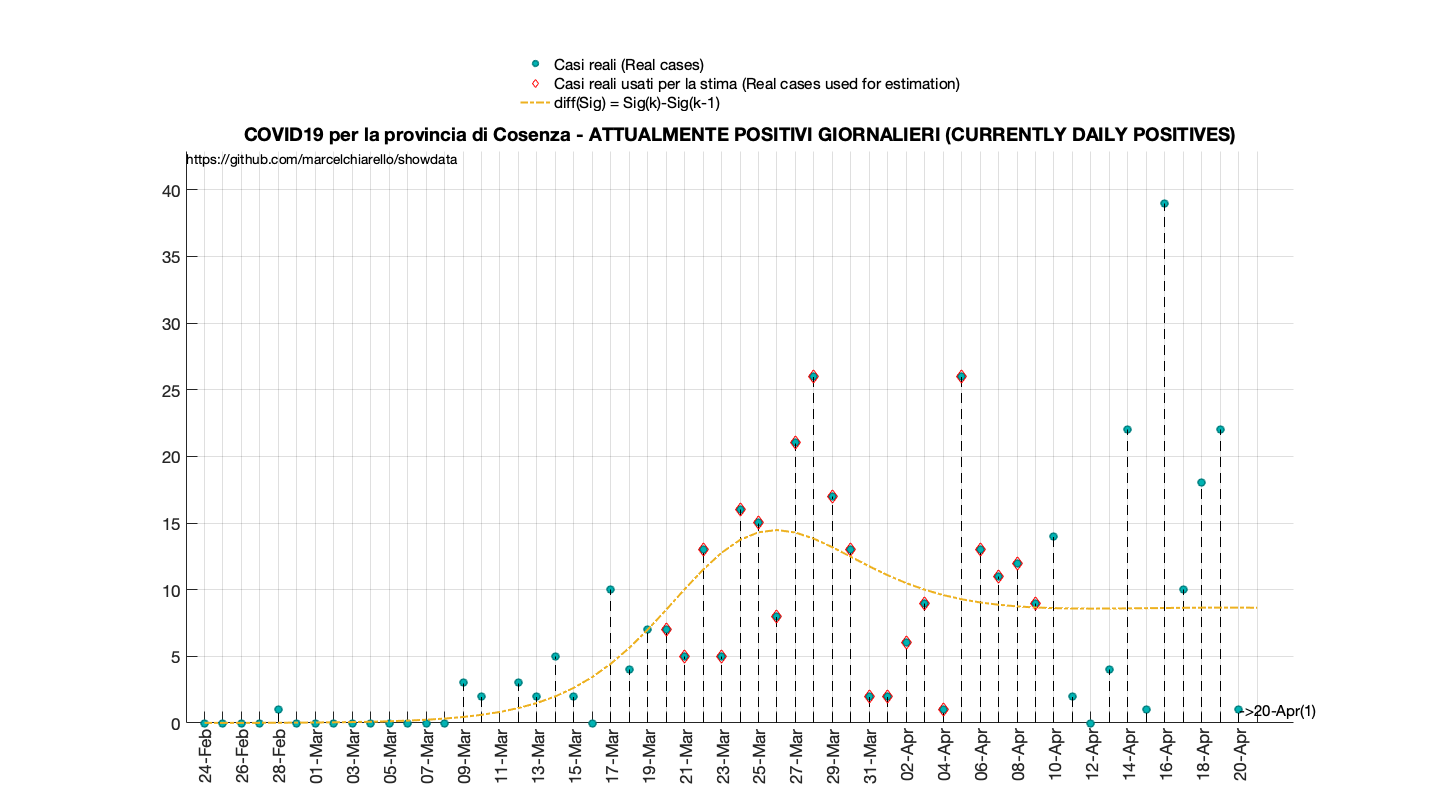 Casi reali (Real cases)
Casi reali usati per la stima (Real cases used for estimation)
diff(Sig) = Sig(k)-Sig(k-1)
COVID19 per la provincia di Cosenza - ATTUALMENTE POSITIVI GIORNALIERI (CURRENTLY DAILY POSITIVES)
https://github.com/marcelchiarello/showdata
40
35
30
25
20
15
10
5
0
->20-Apr(1)
24-Feb
26-Feb
28-Feb
01-Mar
03-Mar
05-Mar
07-Mar
09-Mar
11-Mar
13-Mar
15-Mar
17-Mar
19-Mar
21-Mar
23-Mar
25-Mar
27-Mar
29-Mar
31-Mar
02-Apr
04-Apr
06-Apr
08-Apr
10-Apr
12-Apr
14-Apr
16-Apr
18-Apr
20-Apr